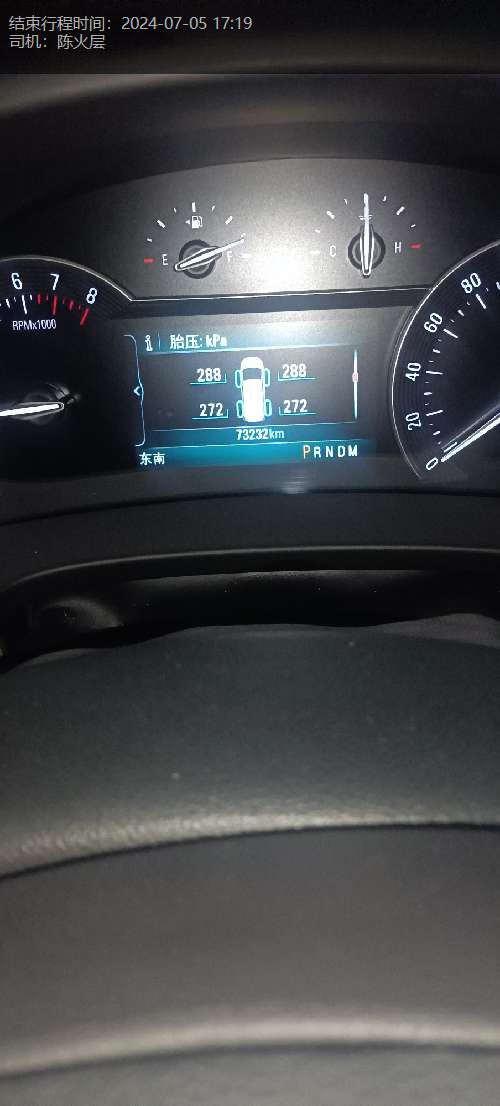 结束行程时间：2024-07-05 17:19
司机：陈火层
E F
C H
6 7 8
RPMx1000
80
60
40
20
0
i 胎压: kPa
288 288
272 272
73232km
东南 PRNDM